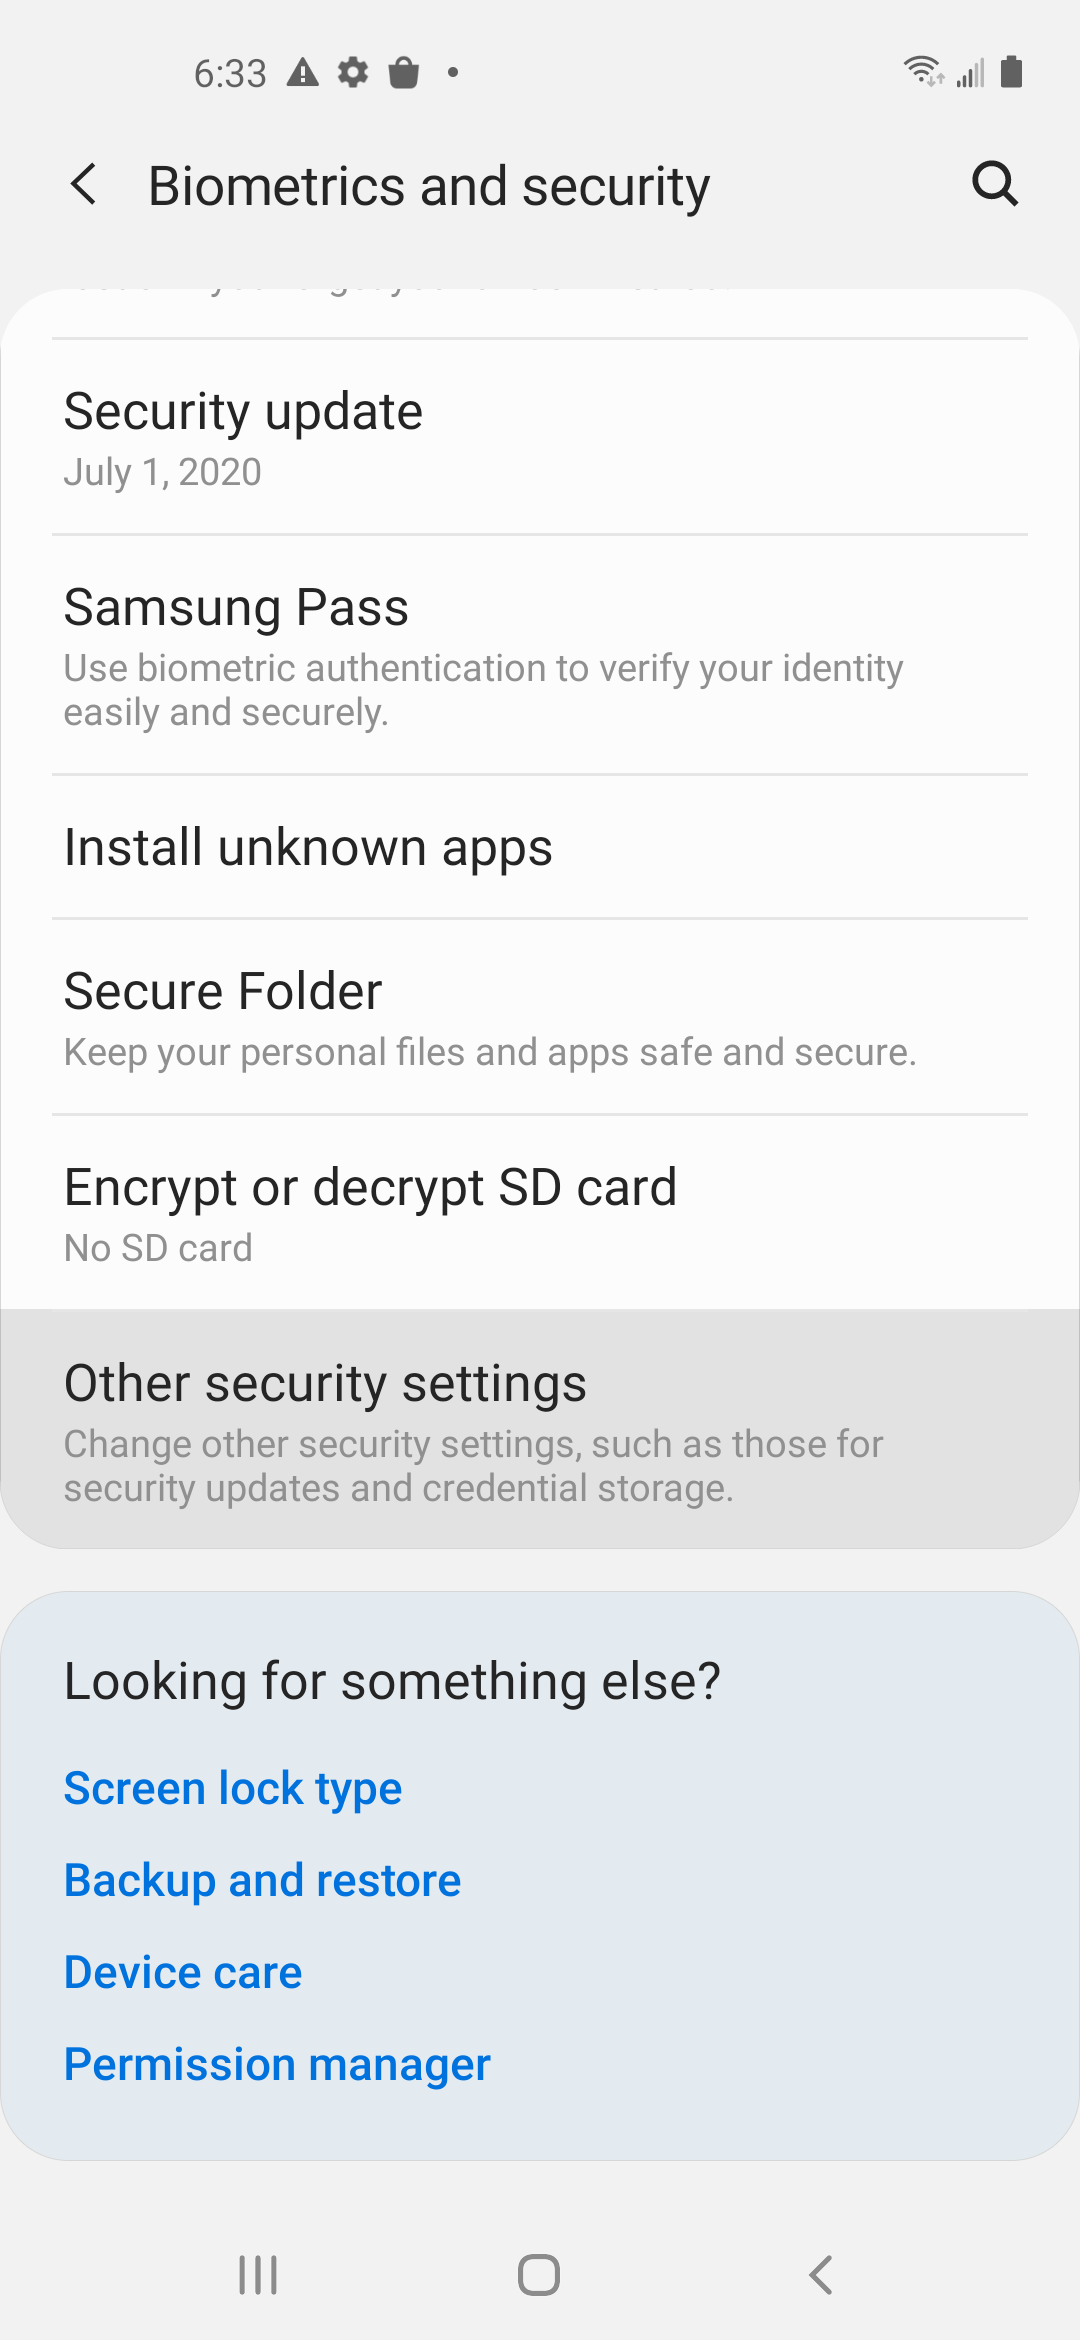 6:33
Biometrics and security
Security update
July 1, 2020
Samsung Pass
Use biometric authentication to verify your identity
easily and securely.
Install unknown apps
Secure Folder
Keep your personal files and apps safe and secure.
Encrypt or decrypt SD card
No SD card
Other security settings
Change other security settings, such as those for
security updates and credential storage.
Looking for something else?
Screen lock type
Backup and restore
Device care
Permission manager